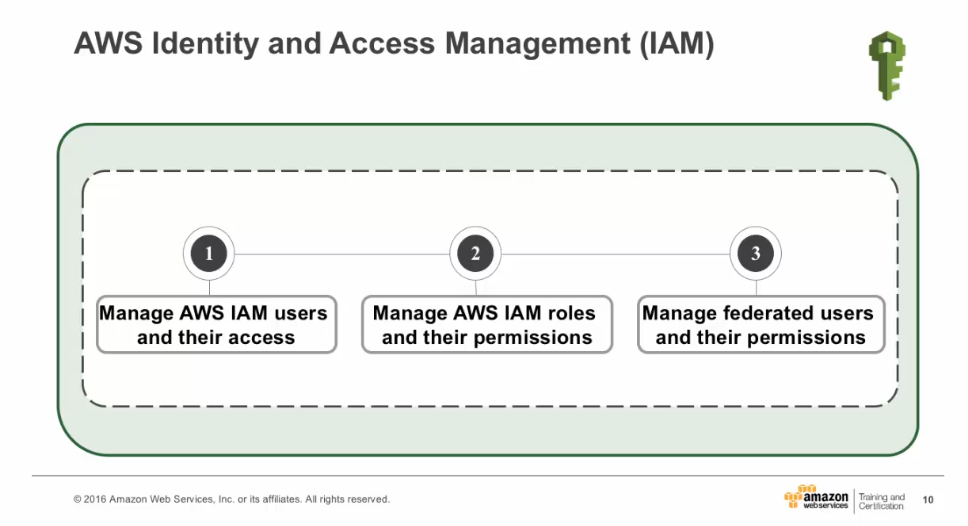 AWS Identity and Access Management (IAM)
1
2
3
Manage AWS IAM users
and their access
Manage AWS IAM roles
and their permissions
Manage federated users
and their permissions
© 2016 Amazon Web Services, Inc. or its affiliates. All rights reserved.
amazon
webservices
Training and
Certification
10